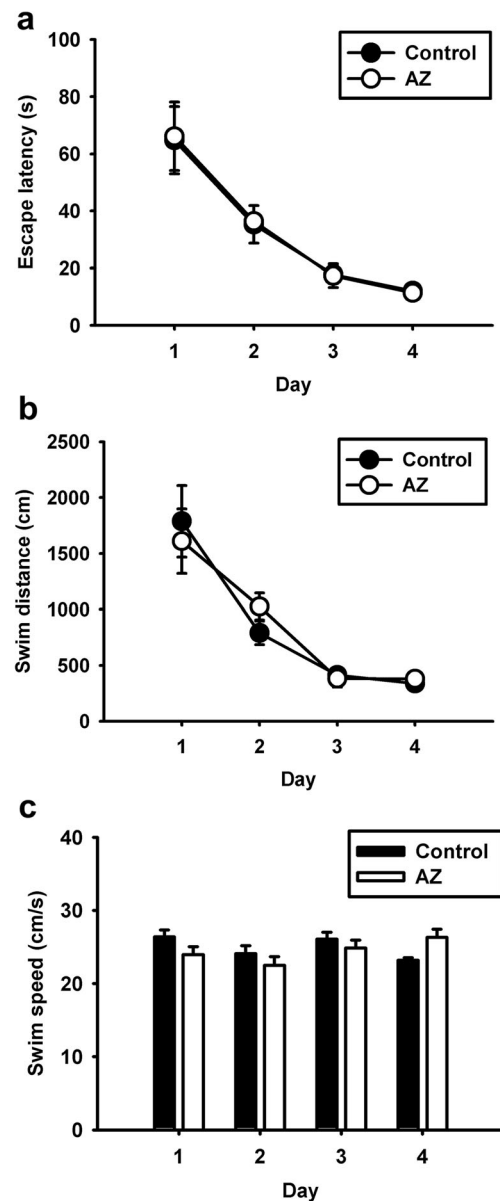 a
100
80
60
40
20
0
Escape latency (s)
Control
AZ
1 2 3 4
Day
b
2500
2000
1500
1000
500
0
Swim distance (cm)
Control
AZ
1 2 3 4
Day
c
40
30
20
10
0
Swim speed (cm/s)
Control
AZ
1 2 3 4
Day